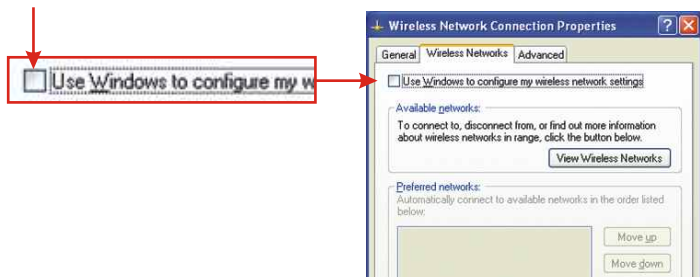 Use Windows to configure my w
Wireless Network Connection Properties
General Wireless Networks Advanced
Use Windows to configure my wireless network settings
Available networks:
To connect to, disconnect from, or find out more information
about wireless networks in range, click the button below.
View Wireless Networks
Preferred networks:
Automatically connect to available networks in the order listed
below:
Move up
Move down